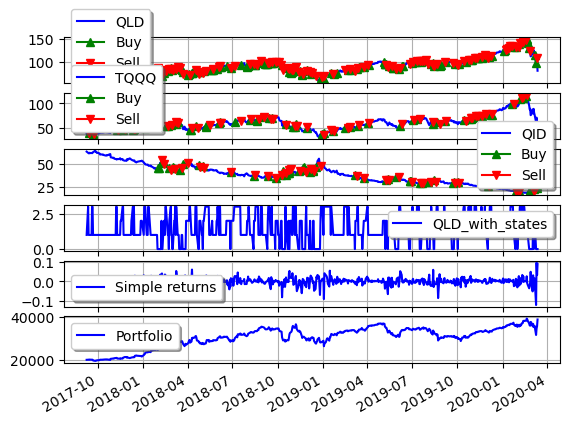 QLD
Buy
Sell
150
100
TQQQ
Buy
Sell
100
50
QID
Buy
Sell
50
25
QLD_with_states
2.5
0.0
Simple returns
0.1
0.0
−0.1
Portfolio
40000
20000
2017-10 2018-01 2018-04 2018-07 2018-10 2019-01 2019-04 2019-07 2019-10 2020-01 2020-04